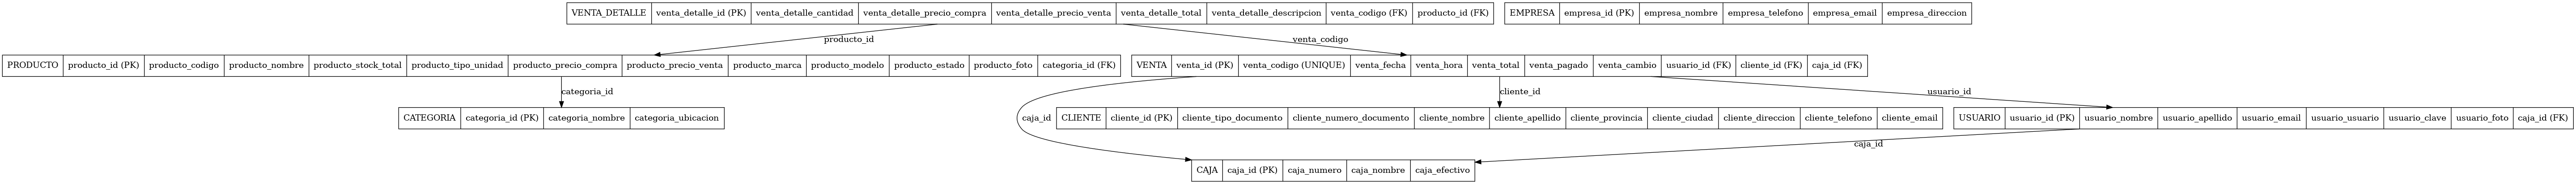 VENTA_DETALLE venta_detalle_id (PK) venta_detalle_cantidad venta_detalle_precio_compra venta_detalle_precio_venta venta_detalle_total venta_detalle_descripcion venta_codigo (FK) producto_id (FK)
EMPRESA empresa_id (PK) empresa_nombre empresa_telefono empresa_email empresa_direccion
producto_id
venta_codigo
PRODUCTO producto_id (PK) producto_codigo producto_nombre producto_stock_total producto_tipo_unidad producto_precio_compra producto_precio_venta producto_marca producto_modelo producto_estado producto_foto categoria_id (FK)
VENTA venta_id (PK) venta_codigo (UNIQUE) venta_fecha venta_hora venta_total venta_pagado venta_cambio usuario_id (FK) cliente_id (FK) caja_id (FK)
categoria_id
cliente_id
usuario_id
CATEGORIA categoria_id (PK) categoria_nombre categoria_ubicacion
caja_id
CLIENTE cliente_id (PK) cliente_tipo_documento cliente_numero_documento cliente_nombre cliente_apellido cliente_provincia cliente_ciudad cliente_direccion cliente_telefono cliente_email
USUARIO usuario_id (PK) usuario_nombre usuario_apellido usuario_email usuario_usuario usuario_clave usuario_foto caja_id (FK)
caja_id
CAJA caja_id (PK) caja_numero caja_nombre caja_efectivo